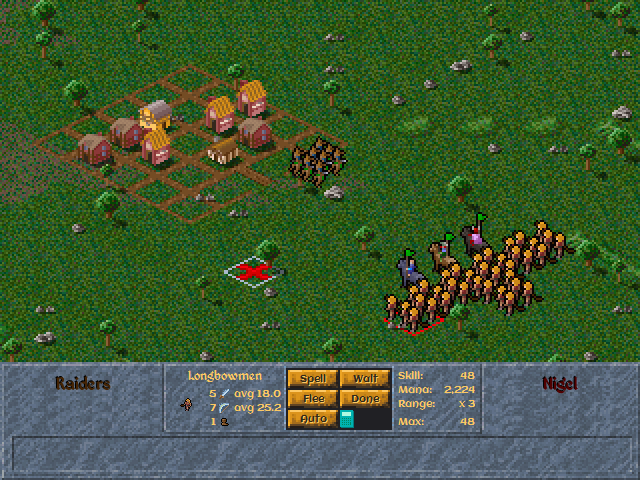 Raiders
Longbowmen
5 avg 18.0
7 avg 25.2
1
Spell Wait
Flee Done
Auto
Skill: 48
Mana: 2,224
Range: x 3
Max: 48
Nigel